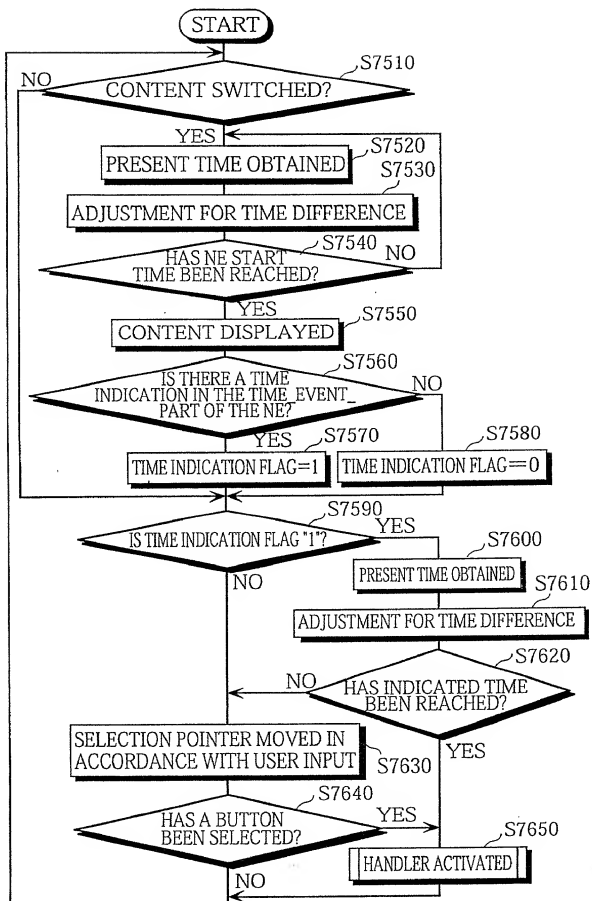 START
S7510
NO
CONTENT SWITCHED?
YES
S7520
PRESENT TIME OBTAINED
S7530
ADJUSTMENT FOR TIME DIFFERENCE
S7540
HAS NE START
TIME BEEN REACHED?
NO
YES
S7550
CONTENT DISPLAYED
S7560
IS THERE A TIME
INDICATION IN THE TIME_EVENT_
PART OF THE NE?
NO
YES
S7570
S7580
TIME INDICATION FLAG=1
TIME INDICATION FLAG=0
S7590
IS TIME INDICATION FLAG "1"?
YES
NO
S7600
PRESENT TIME OBTAINED
S7610
ADJUSTMENT FOR TIME DIFFERENCE
S7620
NO
HAS INDICATED TIME
BEEN REACHED?
YES
SELECTION POINTER MOVED IN
ACCORDANCE WITH USER INPUT
S7630
S7640
HAS A BUTTON
BEEN SELECTED?
YES
NO
S7650
HANDLER ACTIVATED